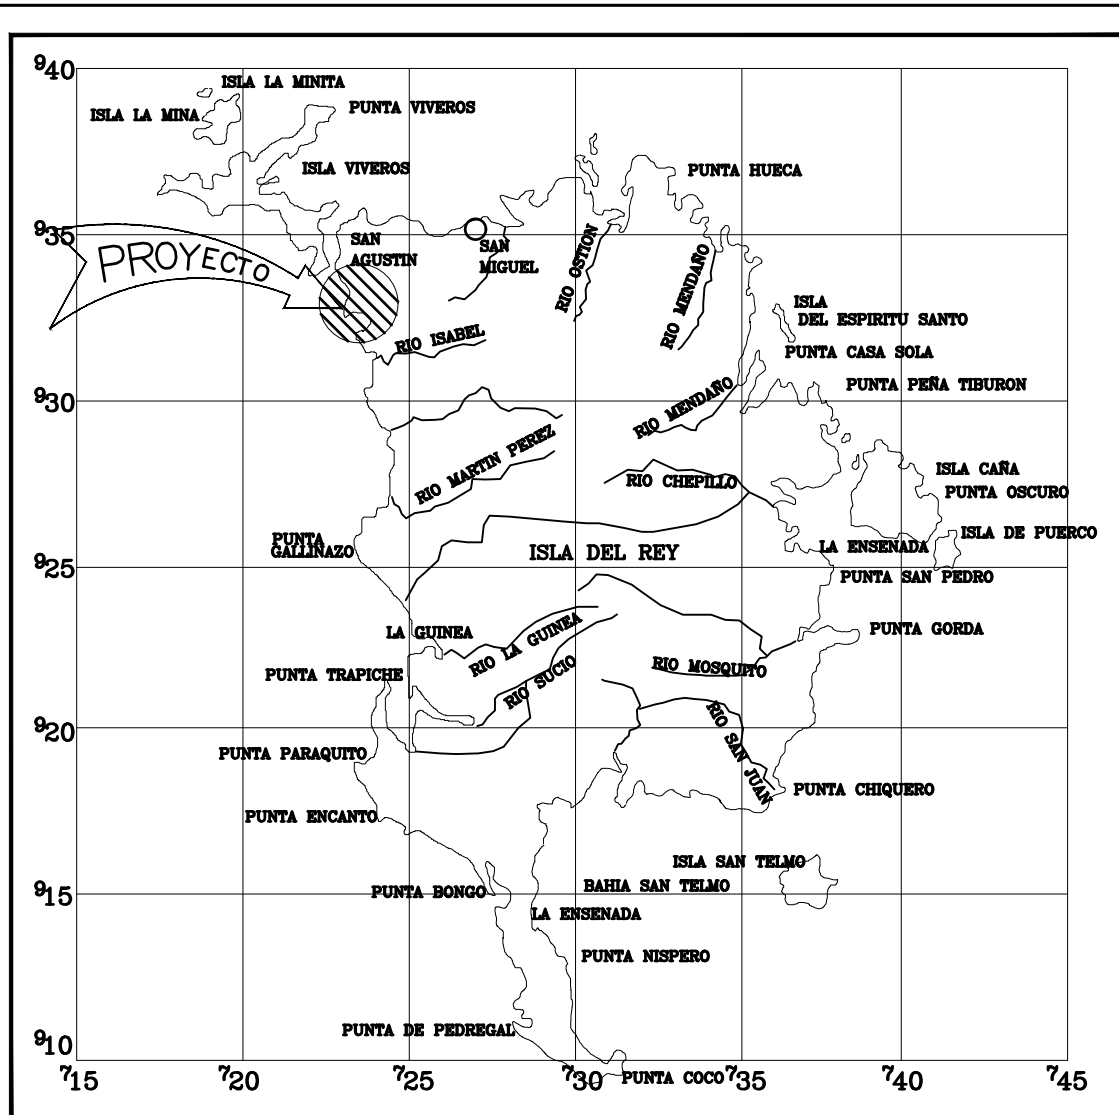 ⁹40
ISLA LA MINITA
ISLA LA MINA
PUNTA VIVEROS
ISLA VIVEROS
PUNTA HUECA
⁹35
PROYECTO
SAN
AGUSTIN
SAN
MIGUEL
RIO OSTION
RIO MENDAÑO
ISLA
DEL ESPIRITU SANTO
RIO ISABEL
PUNTA CASA SOLA
PUNTA PEÑA TIBURON
⁹30
RIO MENDAÑO
RIO MARTIN PEREZ
RIO CHEPILLO
ISLA CAÑA
PUNTA OSCURO
ISLA DE PUERCO
PUNTA
GALLINAZO
ISLA DEL REY
LA ENSENADA
⁹25
PUNTA SAN PEDRO
LA GUINEA
RIO LA GUINEA
PUNTA GORDA
PUNTA TRAPICHE
RIO SUCIO
RIO MOSQUITO
⁹20
RIO SAN JUAN
PUNTA PARAQUITO
PUNTA CHIQUERO
PUNTA ENCANTO
ISLA SAN TELMO
⁹15
PUNTA BONGO
BAHIA SAN TELMO
LA ENSENADA
PUNTA NISPERO
PUNTA DE PEDREGAL
⁹10
PUNTA COCO
⁷15 ⁷20 ⁷25 ⁷30 ⁷35 ⁷40 ⁷45